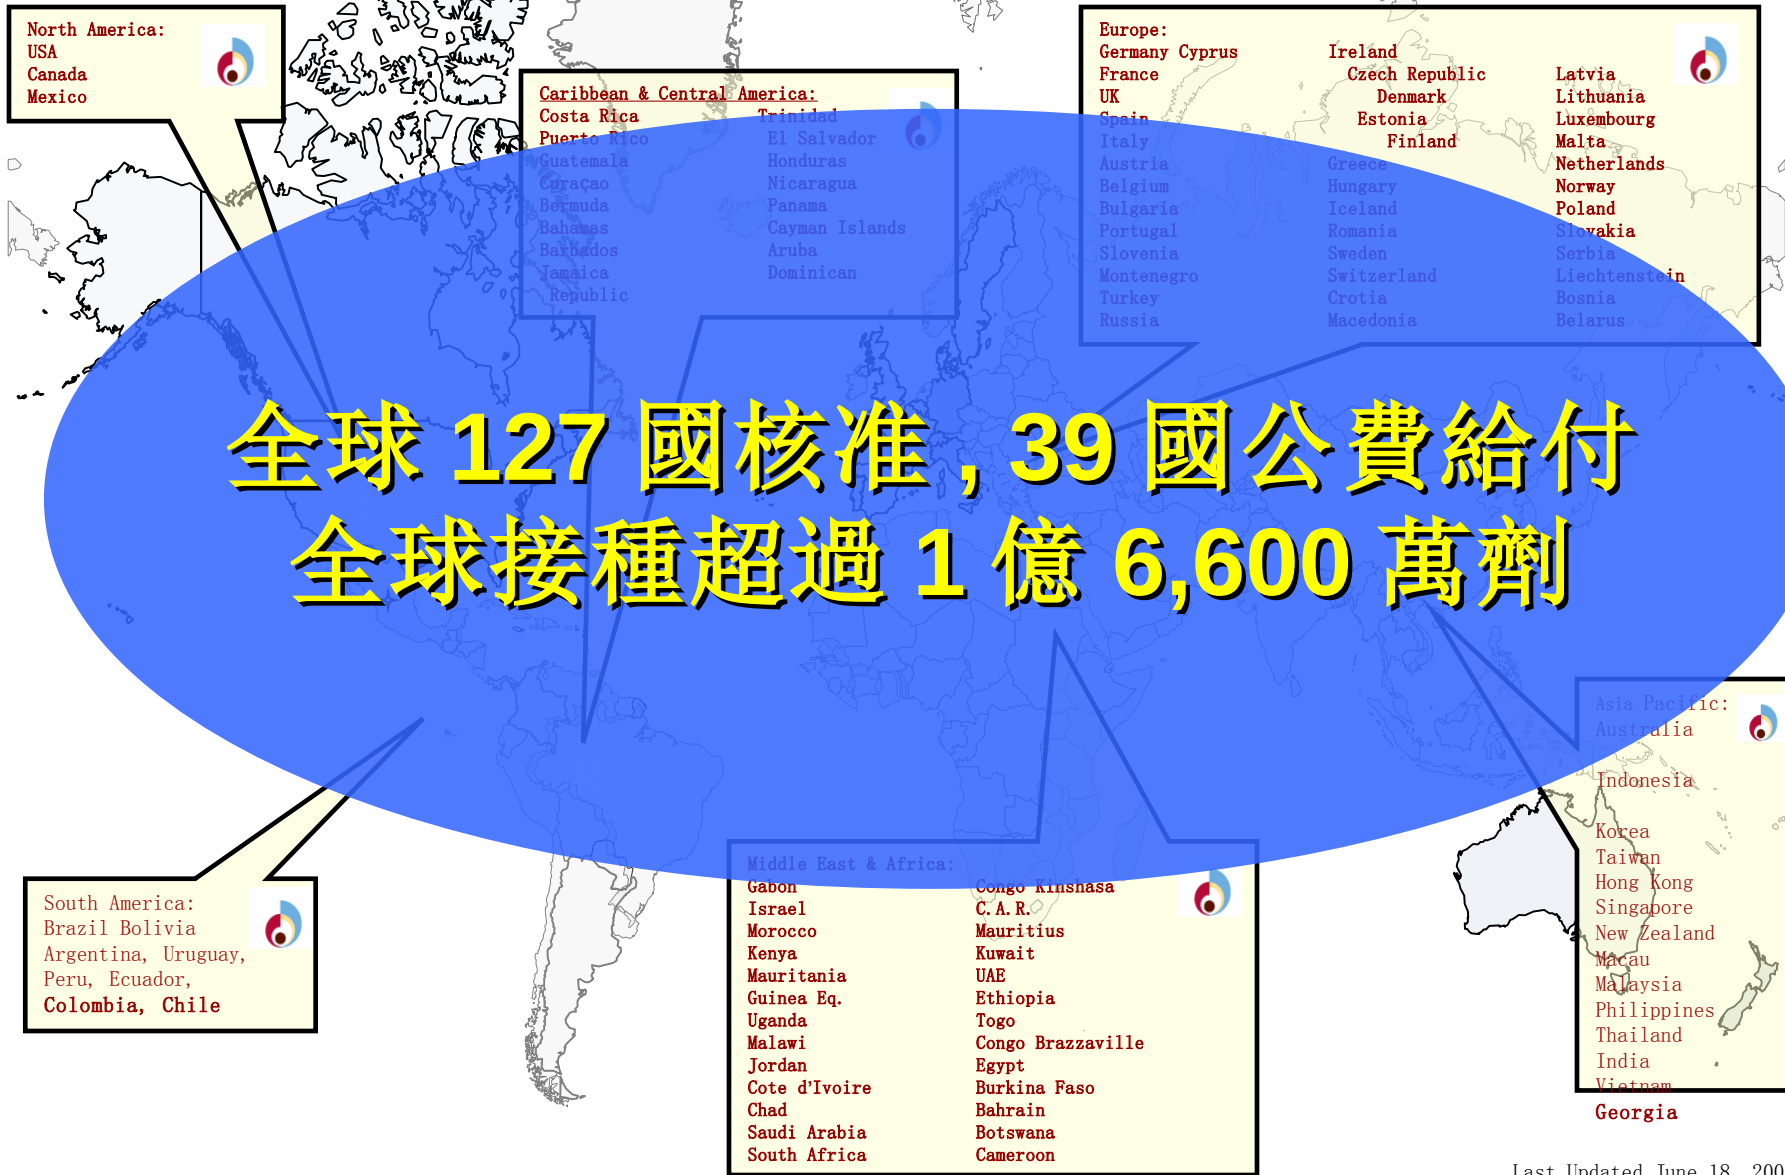 North America:
USA
Canada
Mexico
Caribbean & Central America:
Costa Rica Trinidad
Puerto Rico El Salvador
Guatemala Honduras
Curaçao Nicaragua
Bermuda Panama
Bahamas Cayman Islands
Barbados Aruba
Jamaica Dominican
Republic
Europe:
Germany Cyprus Ireland
France Czech Republic Latvia
UK Denmark Lithuania
Spain Estonia Luxembourg
Italy Finland Malta
Austria Greece Netherlands
Belgium Hungary Norway
Bulgaria Iceland Poland
Portugal Romania Slovakia
Slovenia Sweden Serbia
Montenegro Switzerland Liechtenstein
Turkey Crotia Bosnia
Russia Macedonia Belarus
全球 127 國核准 , 39 國公費給付
全球接種超過 1 億 6,600 萬劑
South America:
Brazil Bolivia
Argentina, Uruguay,
Peru, Ecuador,
Colombia, Chile
Middle East & Africa:
Gabon Congo Kinshasa
Israel C.A.R.
Morocco Mauritius
Kenya Kuwait
Mauritania UAE
Guinea Eq. Ethiopia
Uganda Togo
Malawi Congo Brazzaville
Jordan Egypt
Cote d'Ivoire Burkina Faso
Chad Bahrain
Saudi Arabia Botswana
South Africa Cameroon
Asia Pacific:
Australia
Indonesia
Korea
Taiwan
Hong Kong
Singapore
New Zealand
Macau
Malaysia
Philippines
Thailand
India
Vietnam
Georgia
Last Updated June 18, 200